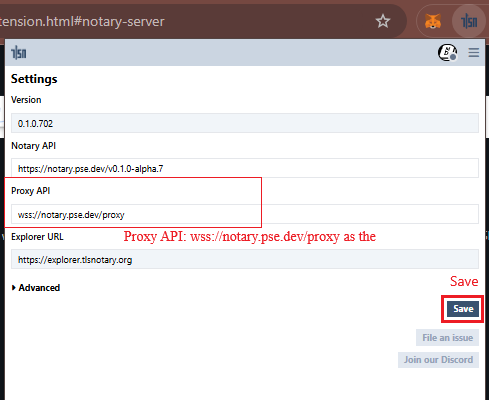 tension.html#notary-server
tlsn
tlsn
Settings
Version
0.1.0.702
Notary API
https://notary.pse.dev/v0.1.0-alpha.7
Proxy API
wss://notary.pse.dev/proxy
Proxy API: wss://notary.pse.dev/proxy as the
Explorer URL
https://explorer.tlsnotary.org
Advanced
Save
Save
File an issue
Join our Discord